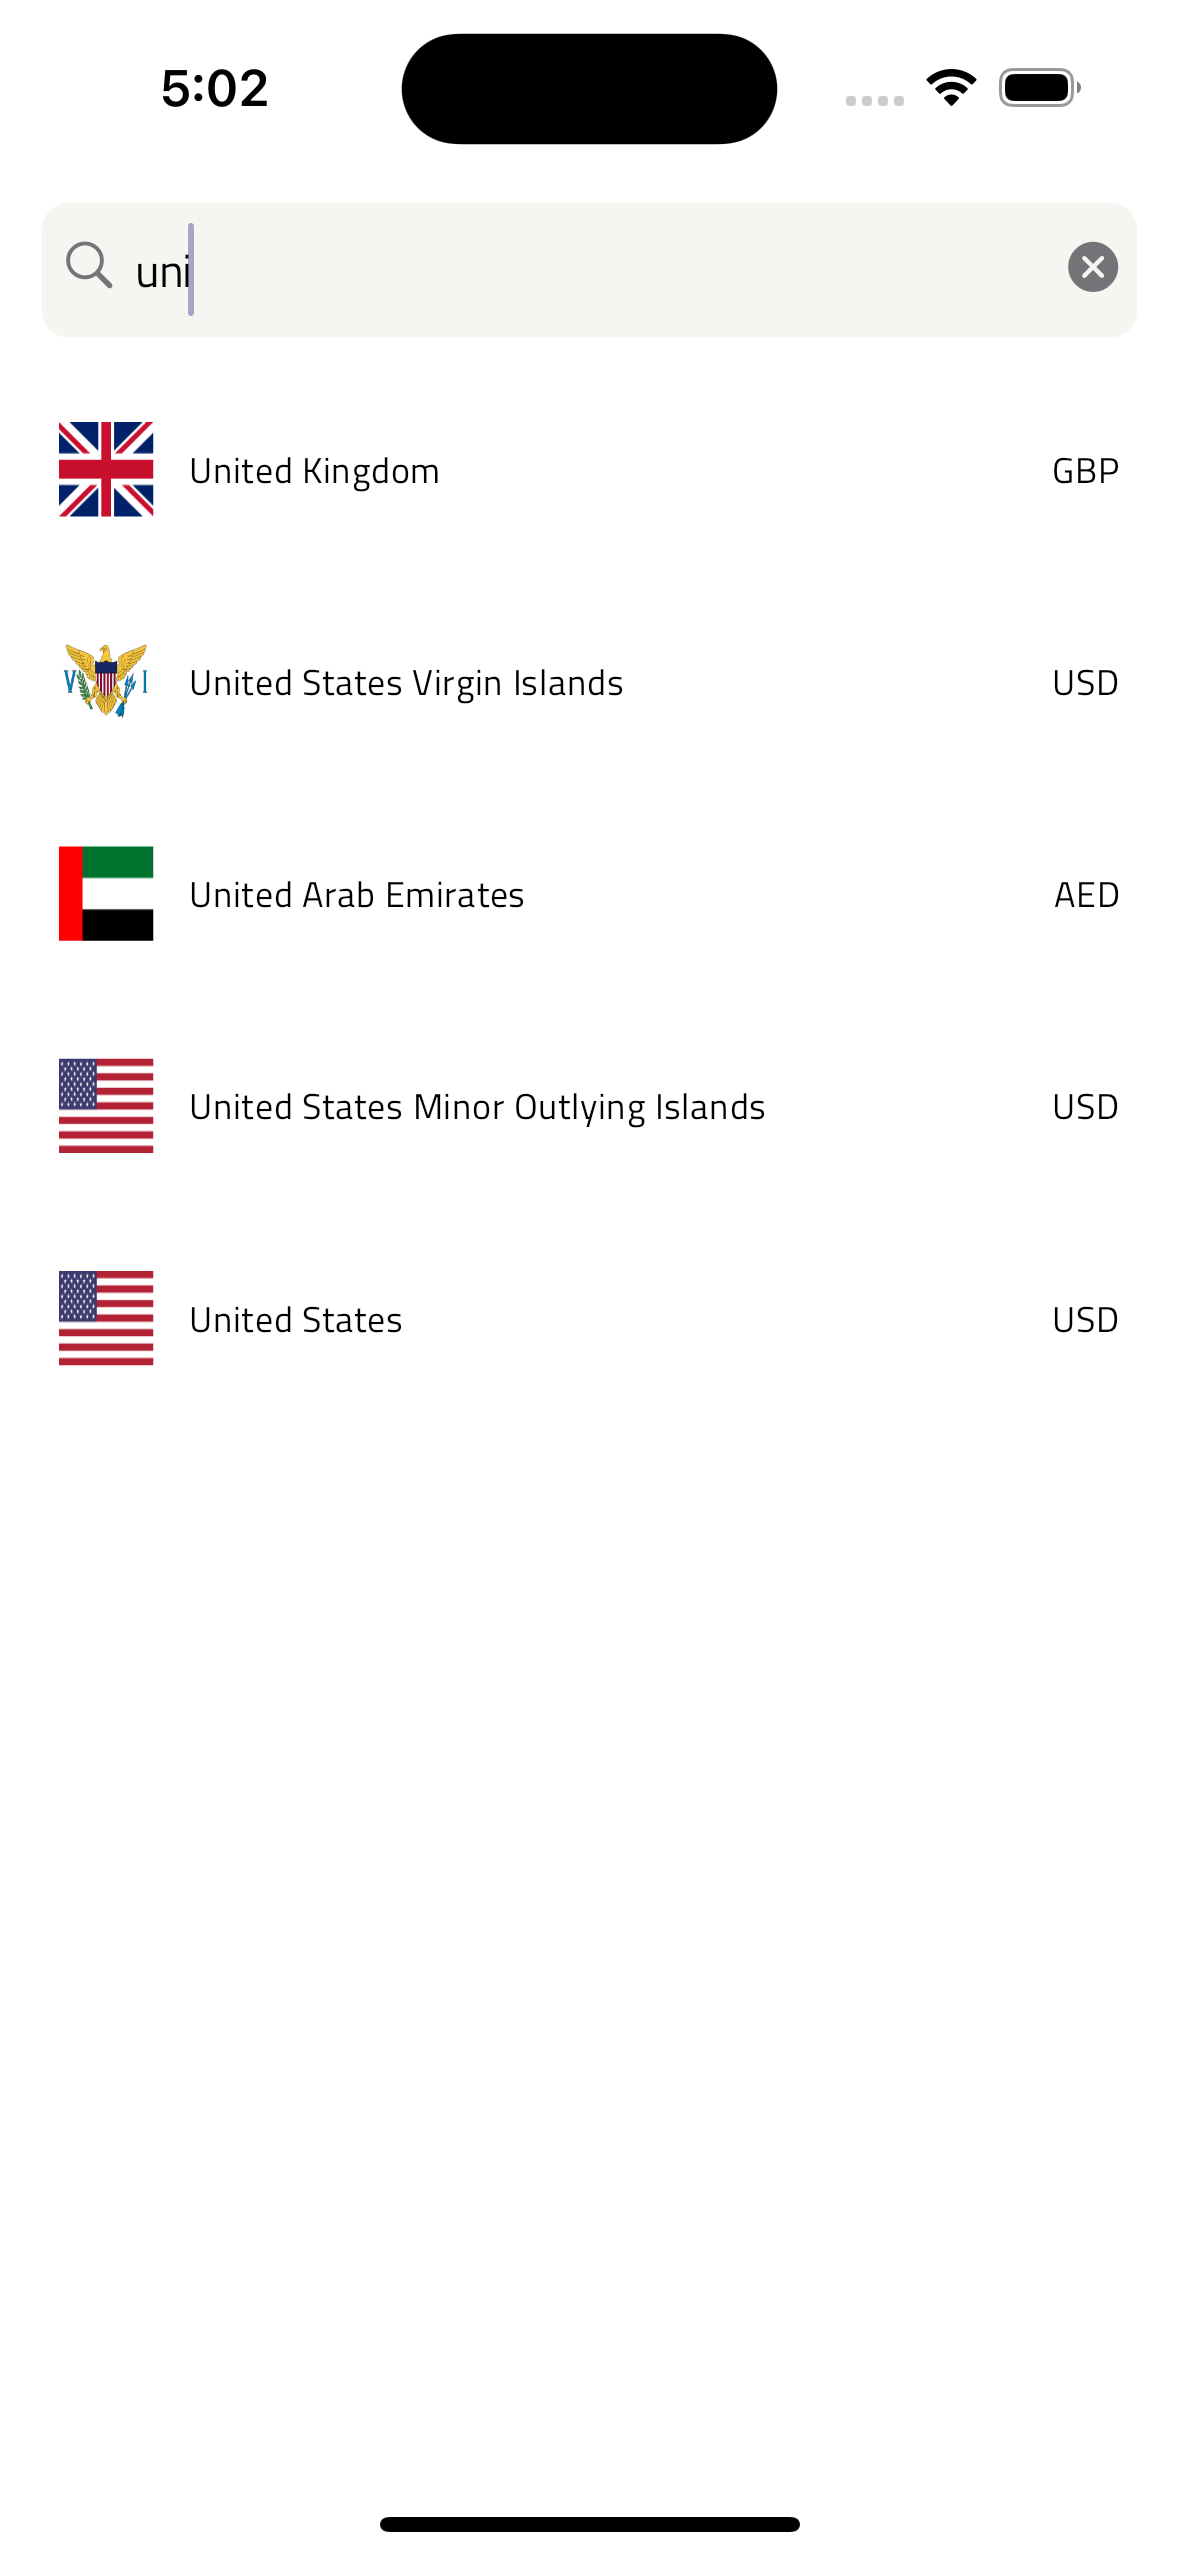 5:02
uni
United Kingdom GBP
V I
United States Virgin Islands USD
United Arab Emirates AED
United States Minor Outlying Islands USD
United States USD